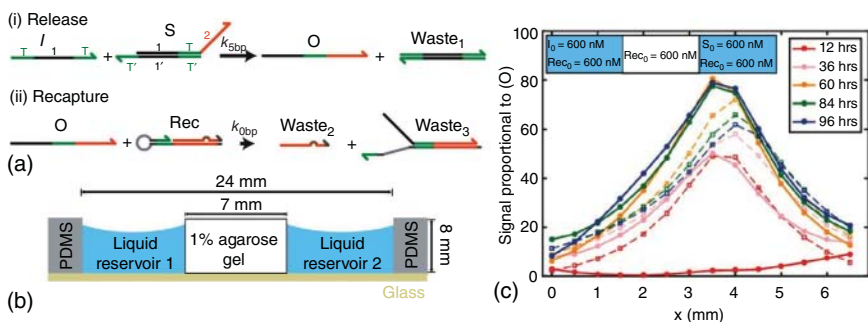 (i) Release
I
T 1 T
+
S
1 T 2
T′ 1′ T′
k5bp
O
+
Waste1
(ii) Recapture
O
+
Rec
k0bp
Waste2
+
Waste3
(a)
24 mm
7 mm
PDMS
Liquid
reservoir 1
1% agarose
gel
Liquid
reservoir 2
PDMS
8 mm
Glass
(b)
Signal proportional to (O)
100
80
60
40
20
0
I0 = 600 nM
Rec0 = 600 nM
Rec0 = 600 nM
S0 = 600 nM
Rec0 = 600 nM
12 hrs
36 hrs
60 hrs
84 hrs
96 hrs
0 1 2 3 4 5 6
x (mm)
(c)